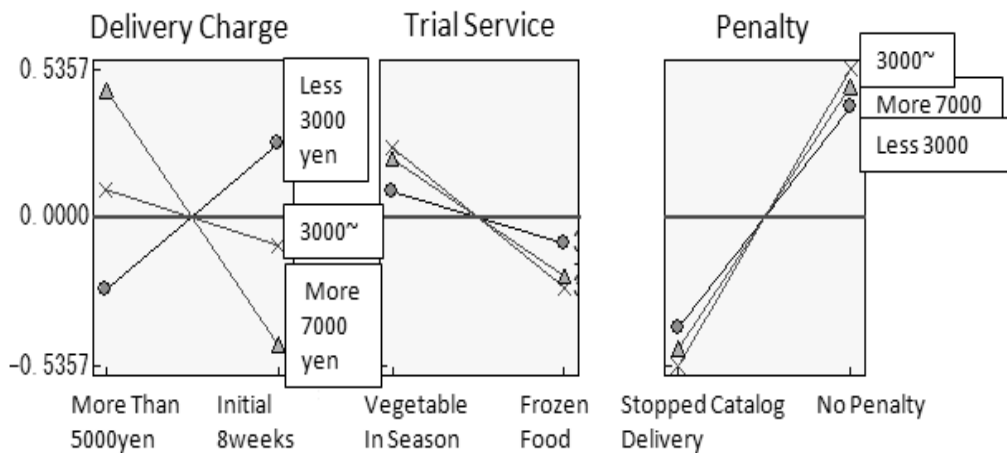 Delivery Charge
Trial Service
Penalty
0.5357
0.0000
-0.5357
Less
3000
yen
3000~
More
7000
yen
3000~
More 7000
Less 3000
More Than
5000yen
Initial
8weeks
Vegetable
In Season
Frozen
Food
Stopped Catalog
Delivery
No Penalty